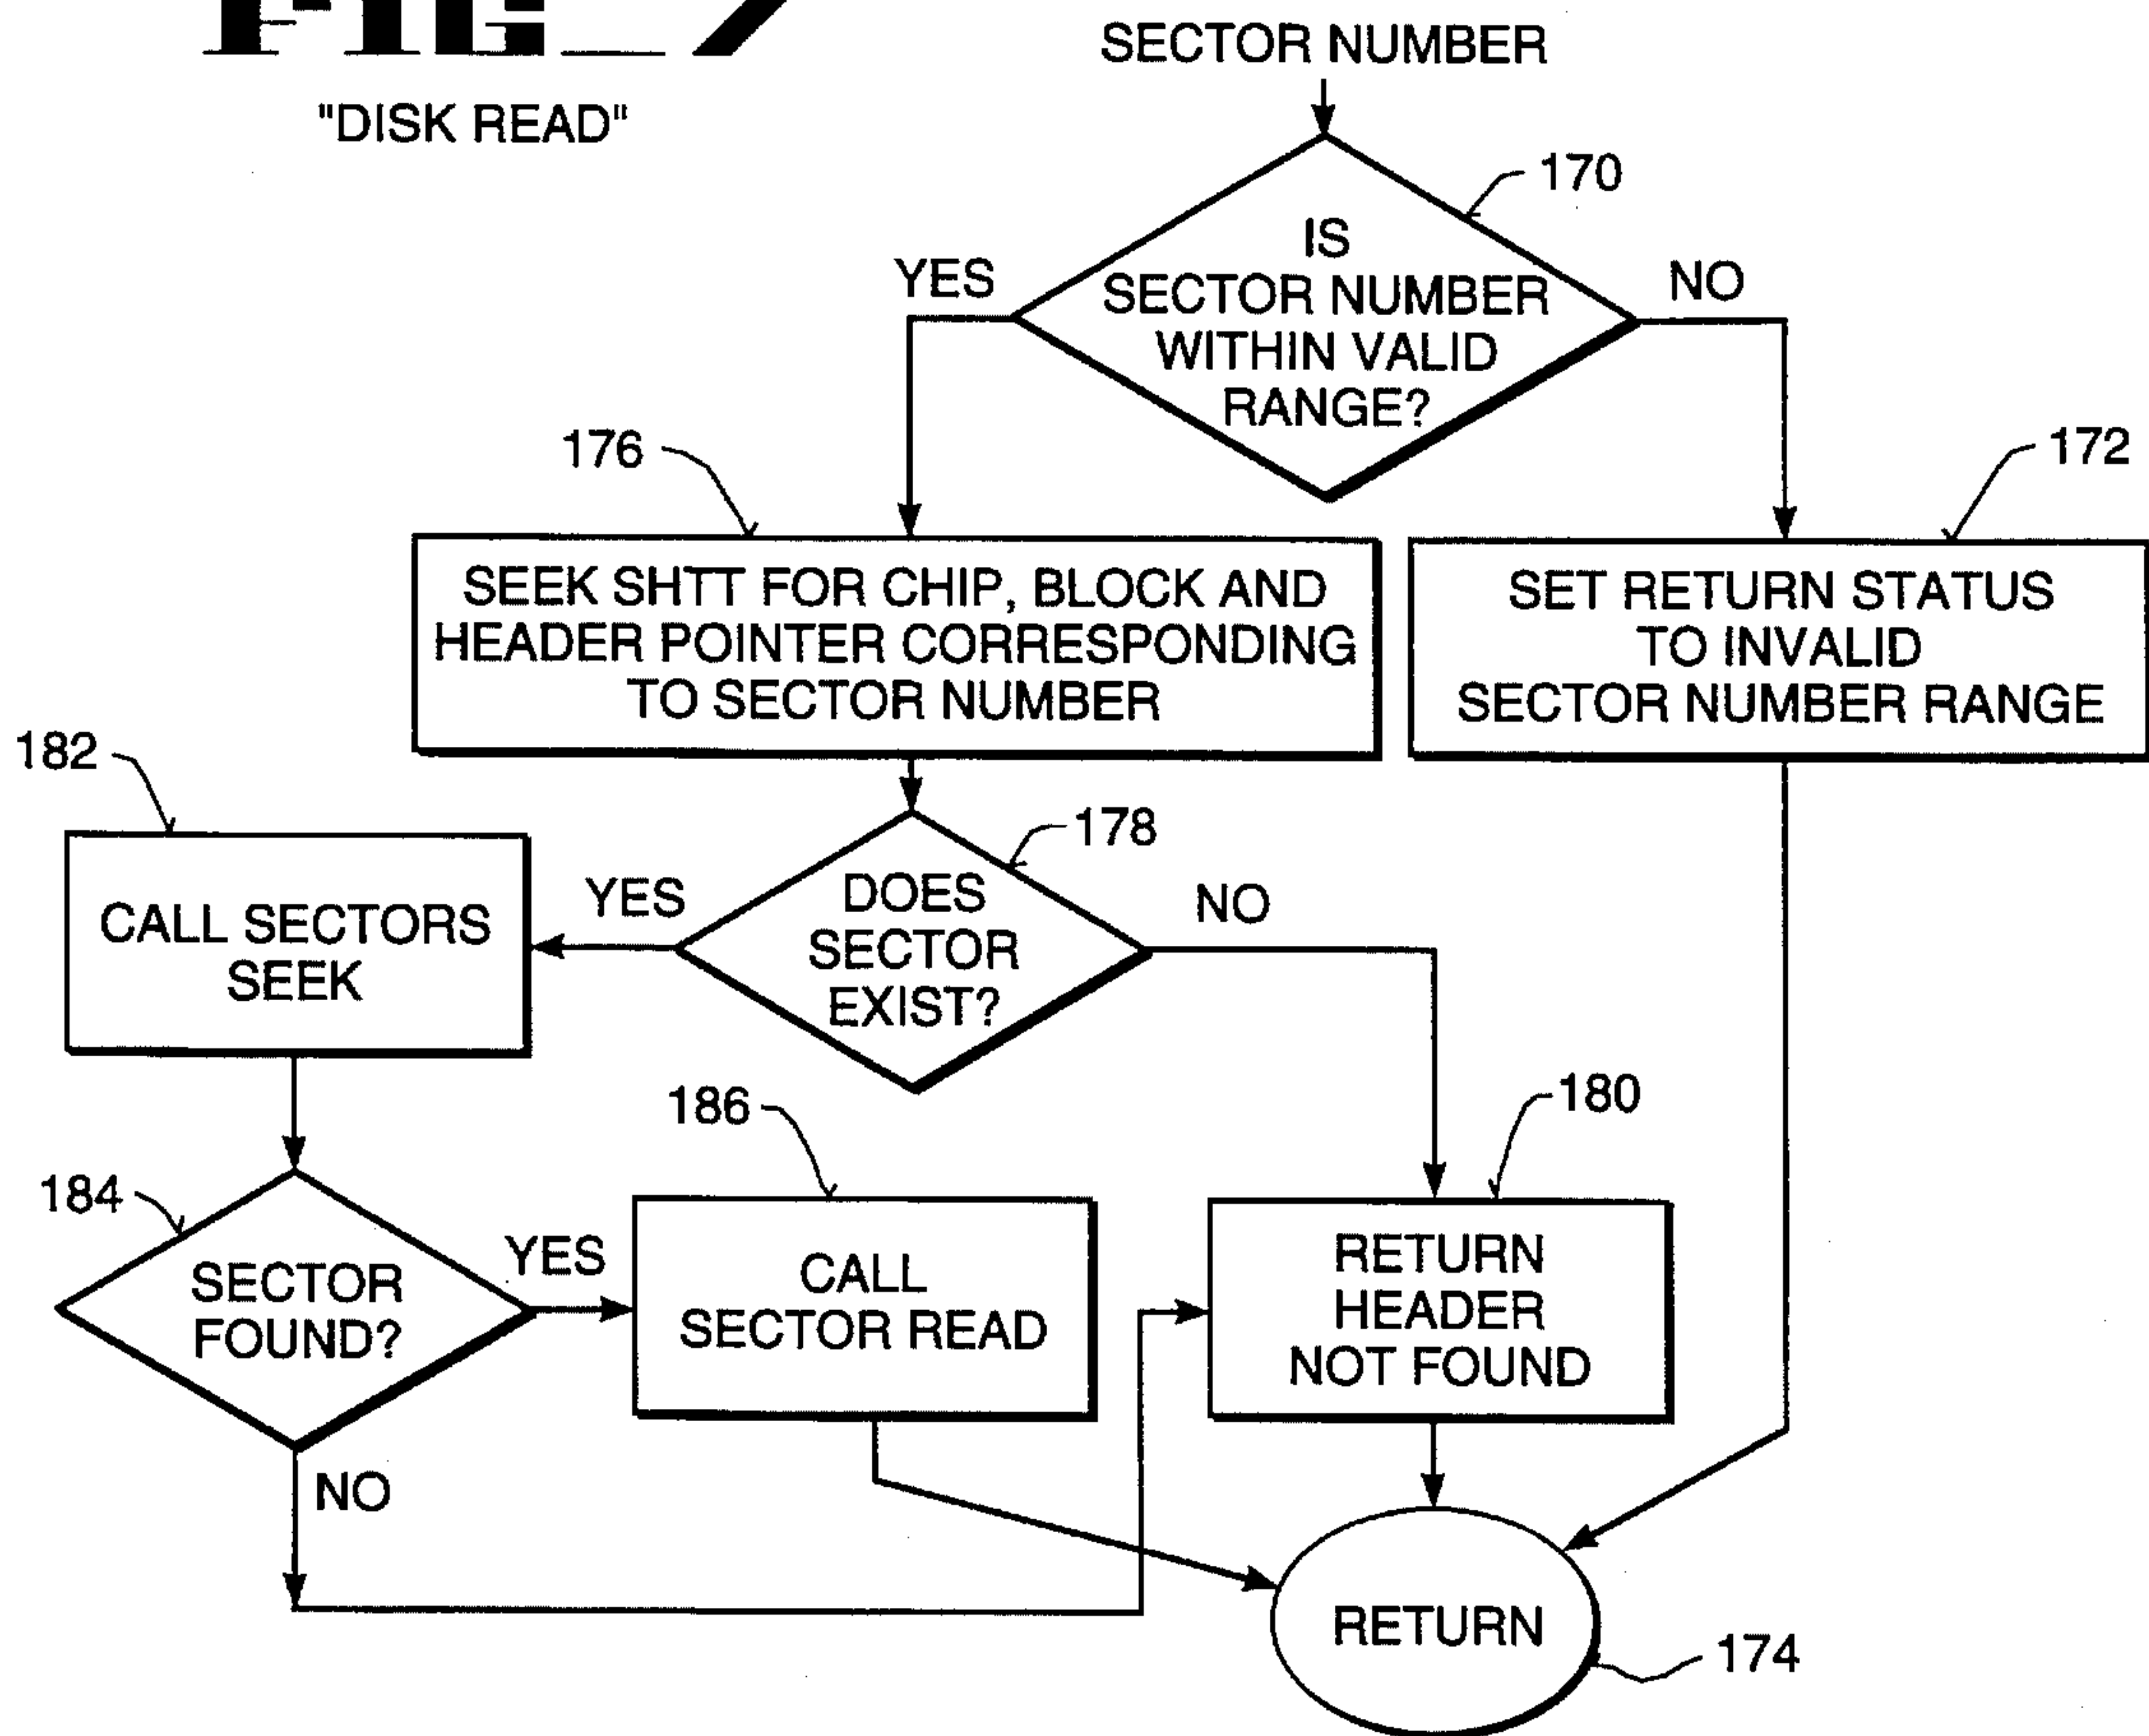 FIG_7
"DISK READ"
SECTOR NUMBER
170
IS
SECTOR NUMBER
WITHIN VALID
RANGE?
YES
NO
176
172
SEEK SHTT FOR CHIP, BLOCK AND
HEADER POINTER CORRESPONDING
TO SECTOR NUMBER
SET RETURN STATUS
TO INVALID
SECTOR NUMBER RANGE
182
178
CALL SECTORS
SEEK
YES
DOES
SECTOR
EXIST?
NO
186
180
184
SECTOR
FOUND?
YES
CALL
SECTOR READ
RETURN
HEADER
NOT FOUND
NO
RETURN
174